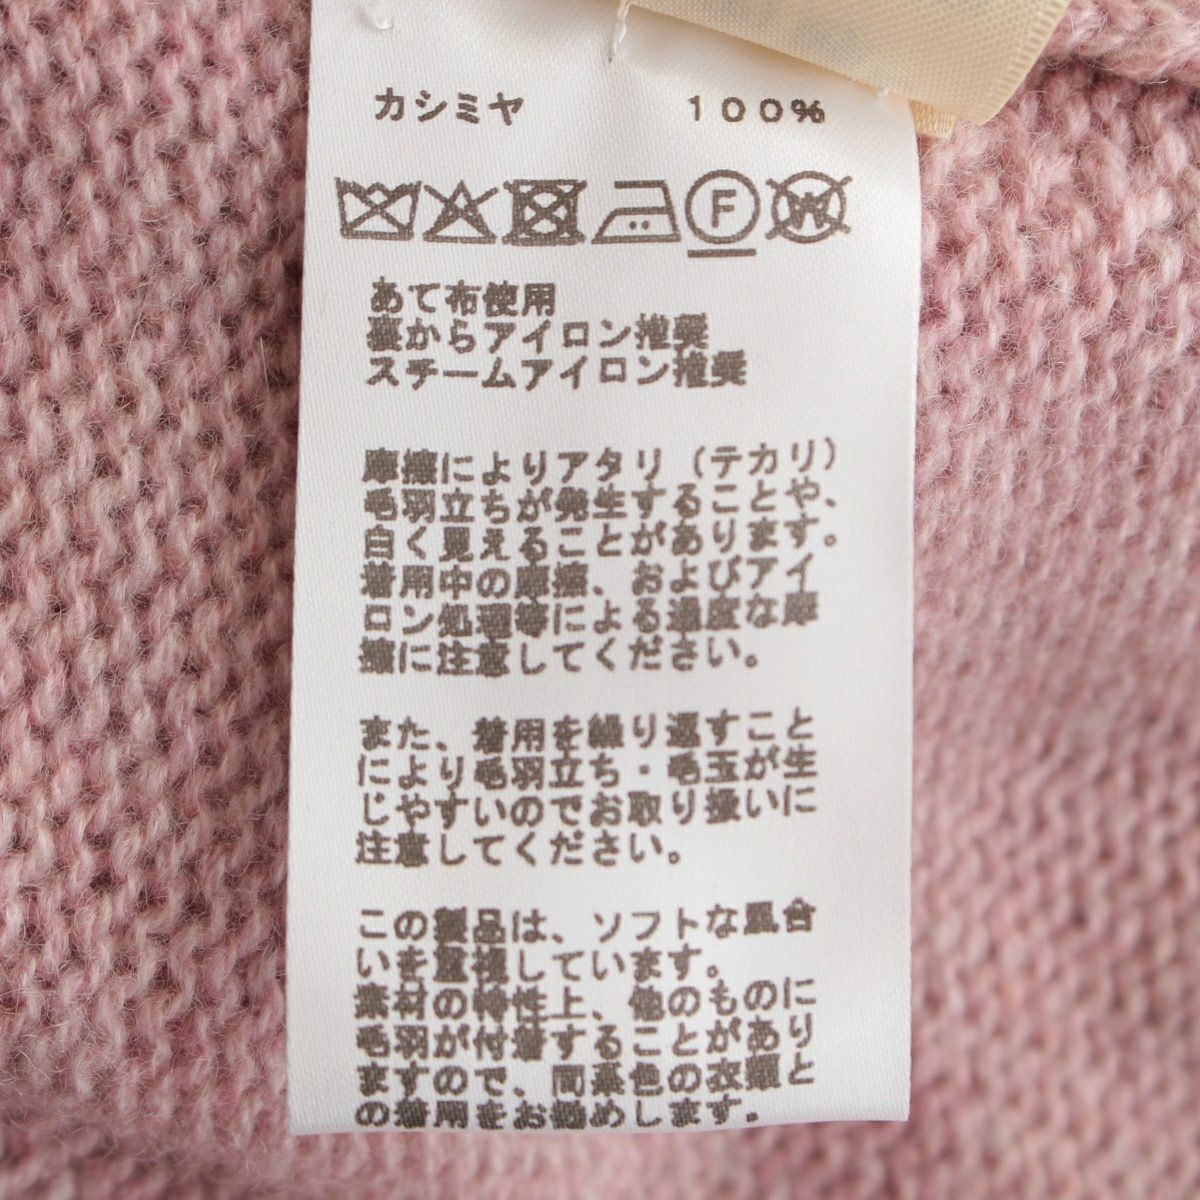 カシミヤ 100%
F W
あて布使用
裏からアイロン推奨
スチームアイロン推奨
摩擦によりアタリ（テカリ）
毛羽立ちが発生することや、
白く見えることがあります。
着用中の摩擦、およびアイ
ロン処理等による過度な摩
擦に注意してください。
また、着用を繰り返すこと
により毛羽立ち・毛玉が生
じやすいのでお取り扱いに
注意してください。
この製品は、ソフトな風合
いを重視しています。
素材の特性上、他のものに
毛羽が付着することがあり
ますので、同系色の衣類と
の着用をお勧めします。